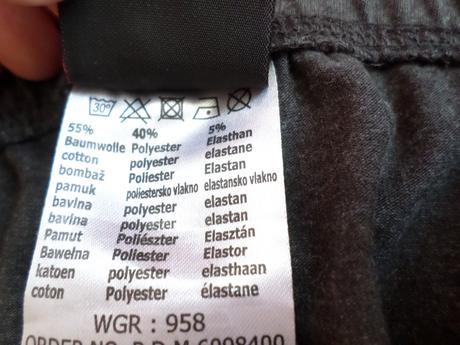 30°
55% 40% 5%
Baumwolle Polyester Elasthan
cotton polyester elastane
bombaž Poliester Elastan
pamuk poliestersko vlakno elastansko vlakno
bavlna polyester elastan
bavlna polyester elastan
Pamut Poliészter Elasztán
Bawełna Poliester Elastor
katoen polyester elasthaan
coton Polyester élastane
WGR : 958
ORDER NO